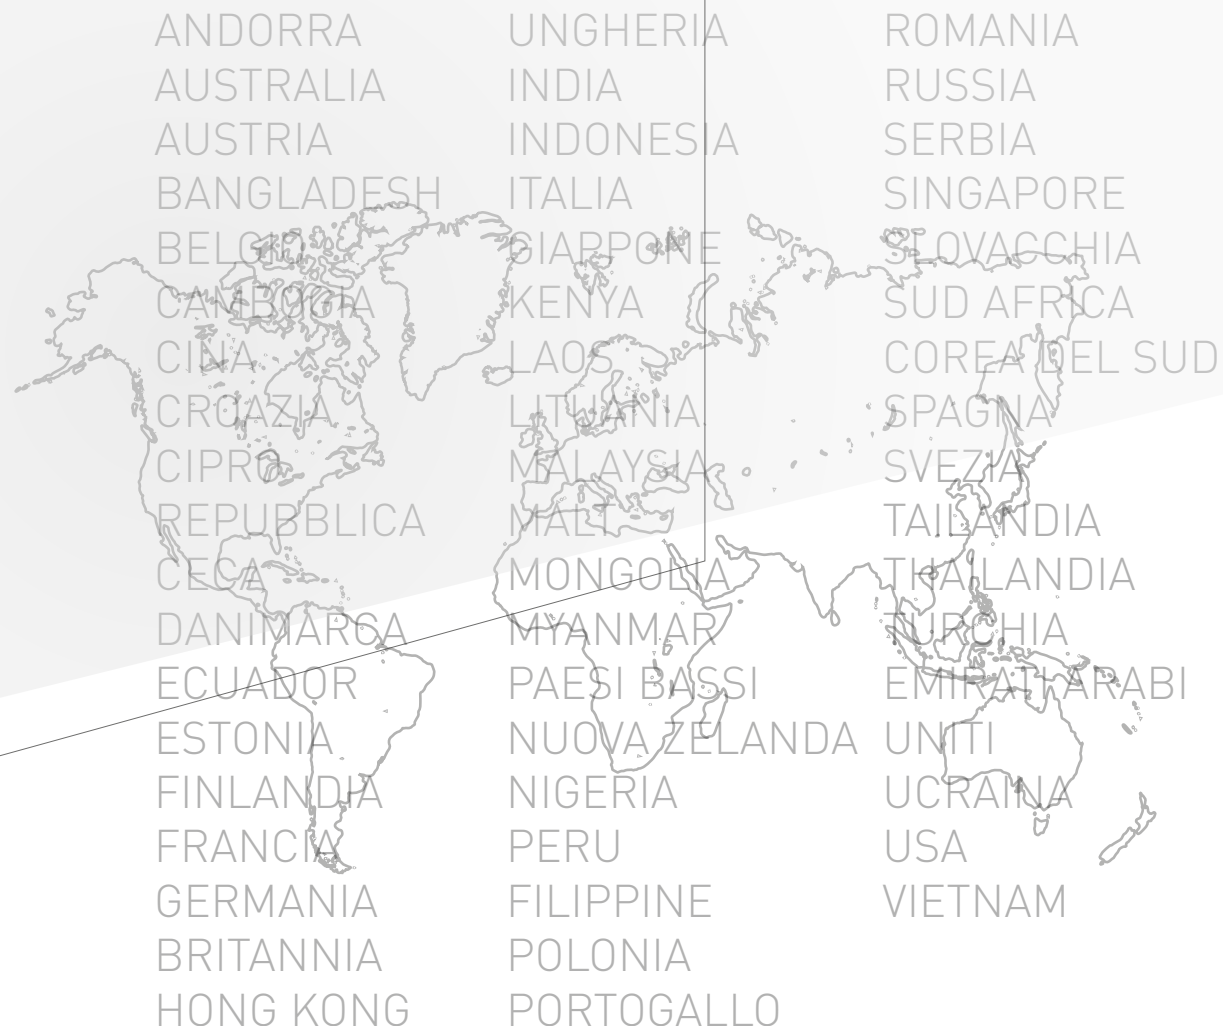 ANDORRA
AUSTRALIA
AUSTRIA
BANGLADESH
BELGIO
CAMBOGIA
CINA
CROAZIA
CIPRO
REPUBBLICA
CECA
DANIMARCA
ECUADOR
ESTONIA
FINLANDIA
FRANCIA
GERMANIA
BRITANNIA
HONG KONG
UNGHERIA
INDIA
INDONESIA
ITALIA
GIAPPONE
KENYA
LAOS
LITUANIA
MALAYSIA
MALT
MONGOLIA
MYANMAR
PAESI BASSI
NUOVA ZELANDA
NIGERIA
PERU
FILIPPINE
POLONIA
PORTOGALLO
ROMANIA
RUSSIA
SERBIA
SINGAPORE
SLOVACCHIA
SUD AFRICA
COREA DEL SUD
SPAGNA
SVEZIA
TAILANDIA
THAILANDIA
TURCHIA
EMIRATI ARABI
UNITI
UCRAINA
USA
VIETNAM